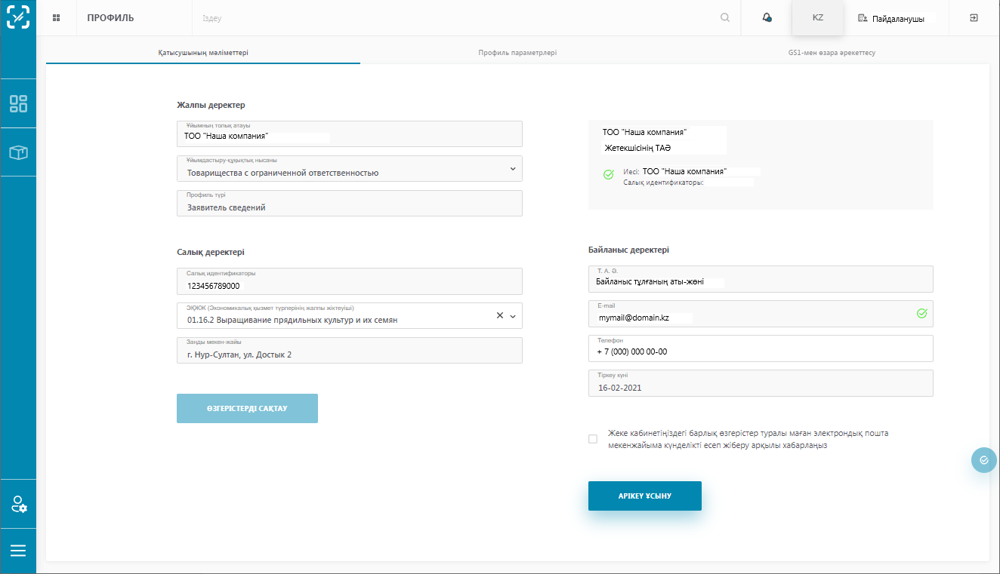 ПРОФИЛЬ
Іздеу
KZ
Пайдаланушы
Қатысушының мәліметтері
Профиль параметрлері
GS1-мен өзара әрекеттесу
Жалпы деректер
Ұйымның толық атауы
ТОО "Наша компания"
Ұйымдастыру-құқықтық нысаны
Товарищества с ограниченной ответственностью
Профиль түрі
Заявитель сведений
ТОО "Наша компания"
Жетекшісінің ТАӘ
Иесі: ТОО "Наша компания"
Салық идентификаторы:
Салық деректері
Салық идентификаторы
123456789000
ЭҚЖЖ (Экономикалық қызмет түрлерінің жалпы жіктеуіші)
01.16.2 Выращивание прядильных культур и их семян
Заңды мекен-жайы
г. Нур-Султан, ул. Достык 2
ӨЗГЕРІСТЕРДІ САҚТАУ
Байланыс деректері
Т. А. Ә.
Байланыс тұлғаның аты-жөні
E-mail
mymail@domain.kz
Телефон
+ 7 (000) 000 00-00
Тіркеу күні
16-02-2021
Жеке кабинетіңіздегі барлық өзгерістер туралы маған электрондық пошта
мекенжайыма күнделікті есеп жіберу арқылы хабарлаңыз
АРІКЕУ ҰСЫНУ